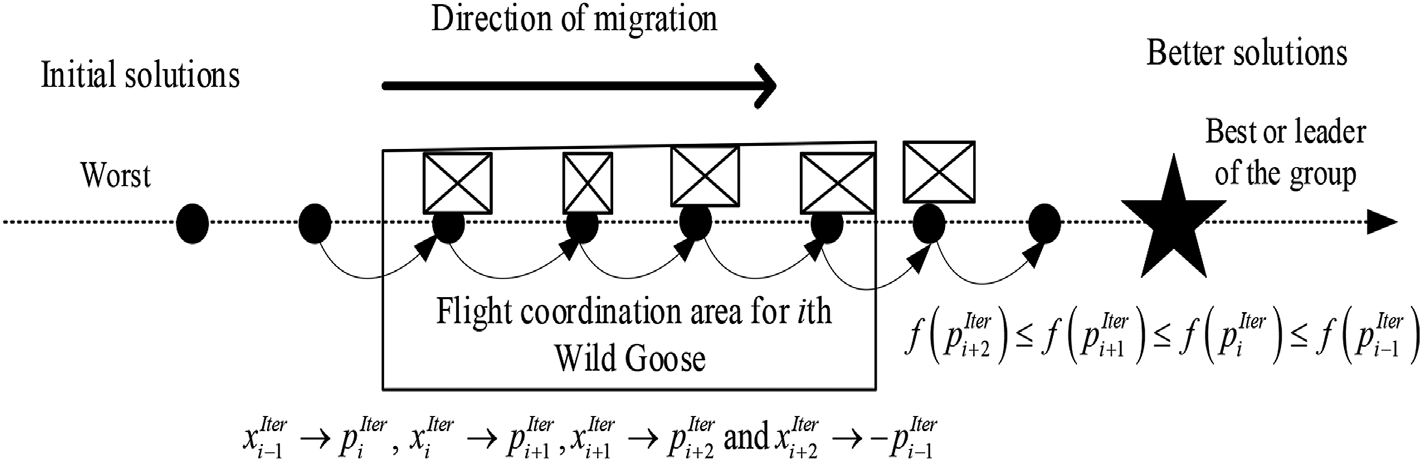 Direction of migration
Initial solutions
Better solutions
Worst
Best or leader
of the group
Flight coordination area for ith
Wild Goose
f(p_{i+2}^{Iter}) ≤ f(p_{i+1}^{Iter}) ≤ f(p_i^{Iter}) ≤ f(p_{i-1}^{Iter})
x_{i-1}^{Iter} → p_i^{Iter}, x_i^{Iter} → p_{i+1}^{Iter}, x_{i+1}^{Iter} → p_{i+2}^{Iter} and x_{i+2}^{Iter} → -p_{i-1}^{Iter}